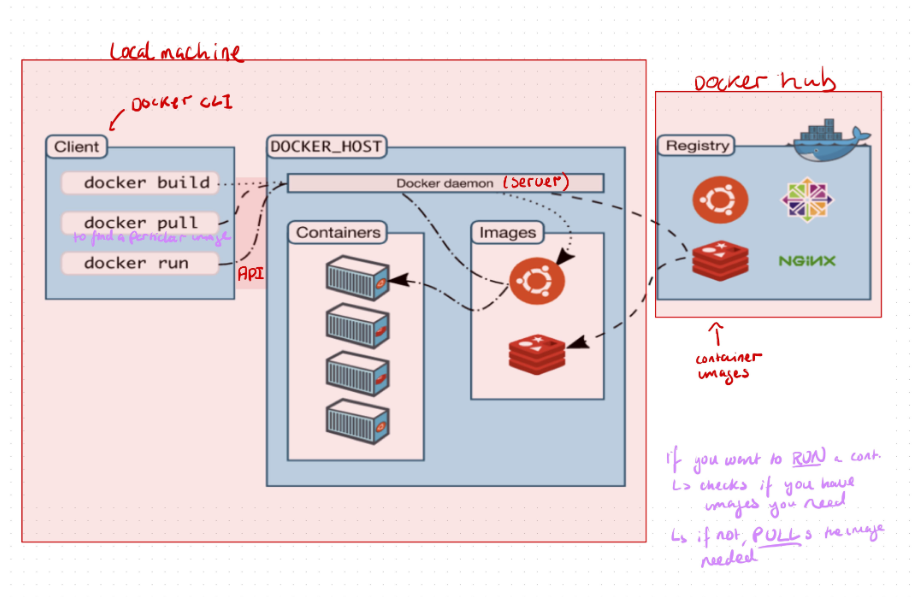 Local machine
Docker hub
Docker CLI
Client
DOCKER_HOST
Registry
docker build
Docker daemon (server)
docker pull
to find a particular image
Containers
Images
docker run
API
NGINX
container
images
If you want to RUN a cont.
↳ checks if you have
images you need
↳ if not, PULLs the image
needed